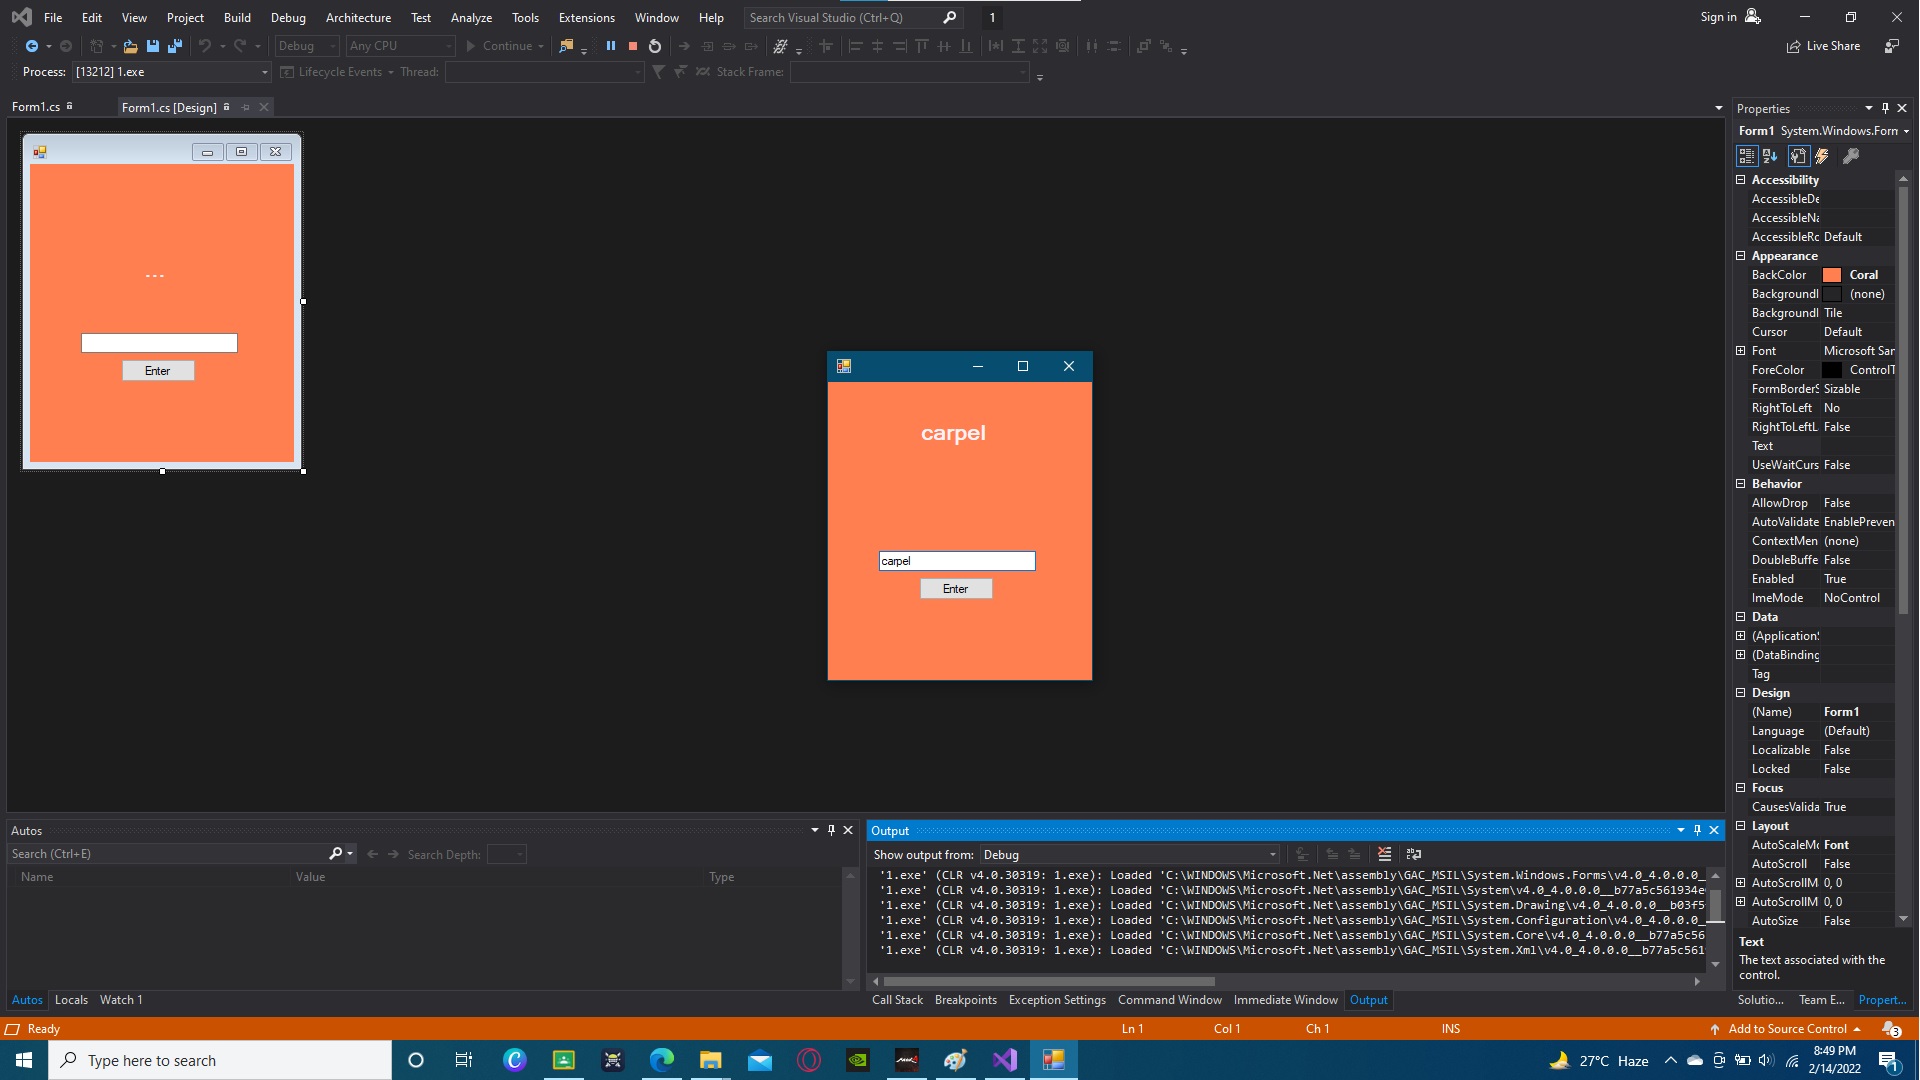 File Edit View Project Build Debug Architecture Test Analyze Tools Extensions Window Help Search Visual Studio (Ctrl+Q) 1 Sign in
Debug Any CPU Continue Live Share
Process: [13212] 1.exe Lifecycle Events Thread: Stack Frame:
Form1.cs Form1.cs [Design]
---
Enter
carpel
carpel
Enter
Properties
Form1 System.Windows.Form
Accessibility
AccessibleDe
AccessibleNa
AccessibleRo Default
Appearance
BackColor Coral
BackgroundI (none)
BackgroundI Tile
Cursor Default
Font Microsoft San
ForeColor ControlT
FormBorderS Sizable
RightToLeft No
RightToLeftL False
Text
UseWaitCurs False
Behavior
AllowDrop False
AutoValidate EnablePreven
ContextMen (none)
DoubleBuffe False
Enabled True
ImeMode NoControl
Data
(ApplicationS
(DataBinding
Tag
Design
(Name) Form1
Language (Default)
Localizable False
Locked False
Focus
CausesValida True
Layout
AutoScaleMo Font
AutoScroll False
AutoScrollM 0, 0
AutoScrollM 0, 0
AutoSize False
Text
The text associated with the
control.
Solutio... Team E... Propert...
Autos
Search (Ctrl+E) Search Depth:
Name Value Type
Autos Locals Watch 1
Output
Show output from: Debug
'1.exe' (CLR v4.0.30319: 1.exe): Loaded 'C:\WINDOWS\Microsoft.Net\assembly\GAC_MSIL\System.Windows.Forms\v4.0_4.0.0.0__
'1.exe' (CLR v4.0.30319: 1.exe): Loaded 'C:\WINDOWS\Microsoft.Net\assembly\GAC_MSIL\System\v4.0_4.0.0.0__b77a5c561934e
'1.exe' (CLR v4.0.30319: 1.exe): Loaded 'C:\WINDOWS\Microsoft.Net\assembly\GAC_MSIL\System.Drawing\v4.0_4.0.0.0__b03f5
'1.exe' (CLR v4.0.30319: 1.exe): Loaded 'C:\WINDOWS\Microsoft.Net\assembly\GAC_MSIL\System.Configuration\v4.0_4.0.0.0__
'1.exe' (CLR v4.0.30319: 1.exe): Loaded 'C:\WINDOWS\Microsoft.Net\assembly\GAC_MSIL\System.Core\v4.0_4.0.0.0__b77a5c56
'1.exe' (CLR v4.0.30319: 1.exe): Loaded 'C:\WINDOWS\Microsoft.Net\assembly\GAC_MSIL\System.Xml\v4.0_4.0.0.0__b77a5c561
Call Stack Breakpoints Exception Settings Command Window Immediate Window Output
Ready Ln 1 Col 1 Ch 1 INS Add to Source Control 3
Type here to search 27°C Haze 8:49 PM
2/14/2022 1